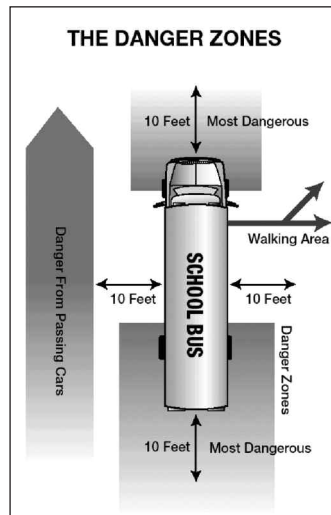 THE DANGER ZONES
10 Feet
Most Dangerous
Walking Area
Danger From Passing Cars
SCHOOL BUS
10 Feet
10 Feet
Danger Zones
10 Feet
Most Dangerous